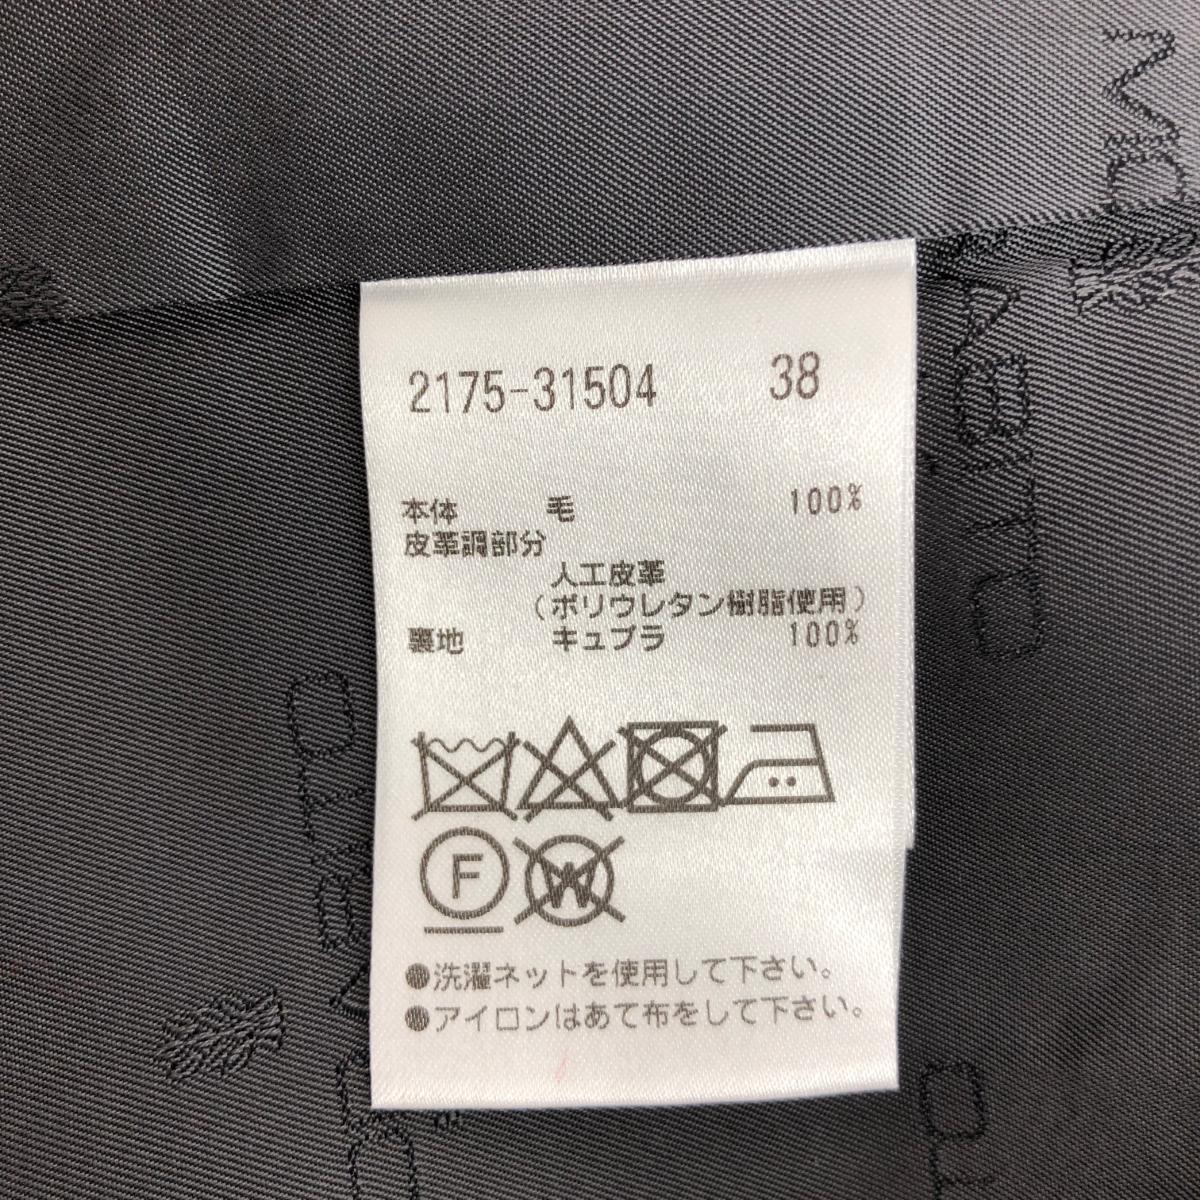 2175-31504 38
本体 毛 100%
皮革調部分
人工皮革
(ポリウレタン樹脂使用)
裏地 キュプラ 100%
F W
●洗濯ネットを使用して下さい。
●アイロンはあて布をして下さい。